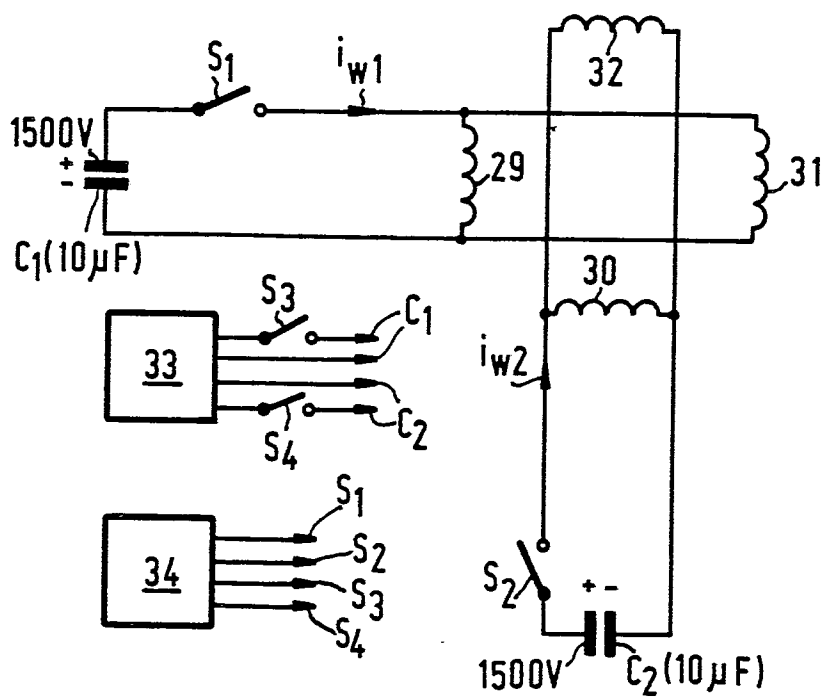 32
S1
iw1
1500V
+
-
29
31
C1(10µF)
30
S3
C1
33
iw2
S4
C2
S1
34
S2
S3
S4
S2
+ -
1500V
C2(10µF)